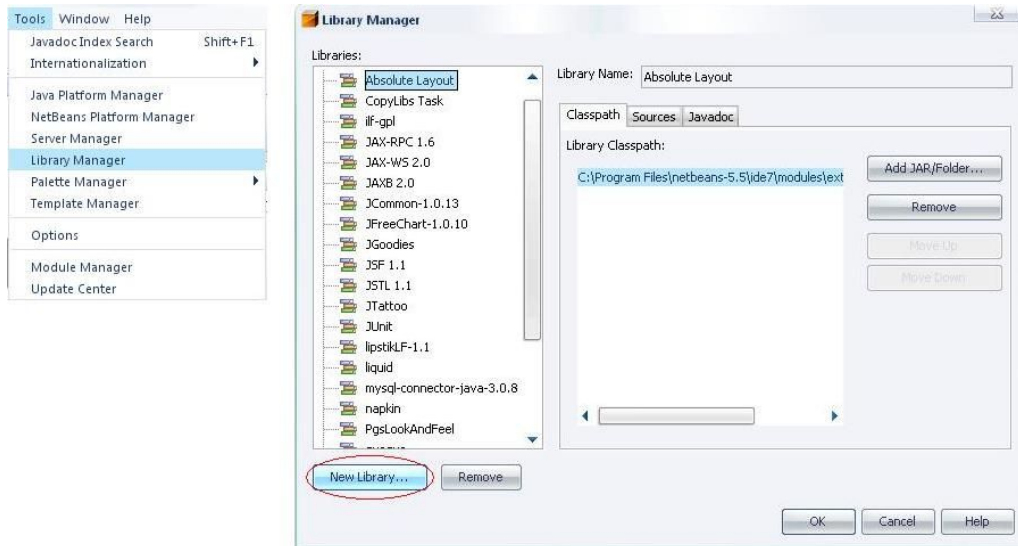 Tools Window Help
Javadoc Index Search Shift+F1
Internationalization
Java Platform Manager
NetBeans Platform Manager
Server Manager
Library Manager
Palette Manager
Template Manager
Options
Module Manager
Update Center
Library Manager
Libraries:
Absolute Layout
CopyLibs Task
ilf-gpl
JAX-RPC 1.6
JAX-WS 2.0
JAXB 2.0
JCommon-1.0.13
JFreeChart-1.0.10
JGoodies
JSF 1.1
JSTL 1.1
JTattoo
JUnit
lipstikLF-1.1
liquid
mysql-connector-java-3.0.8
napkin
PgsLookAndFeel
New Library... Remove
Library Name: Absolute Layout
Classpath Sources Javadoc
Library Classpath:
C:\Program Files\netbeans-5.5\ide7\modules\ext
Add JAR/Folder...
Remove
Move Up
Move Down
OK Cancel Help